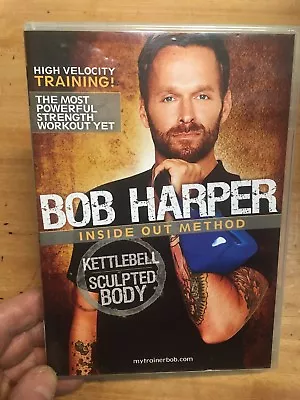 HIGH VELOCITY
TRAINING!
THE MOST
POWERFUL
STRENGTH
WORKOUT YET
BOB HARPER
INSIDE OUT METHOD
KETTLEBELL
SCULPTED
BODY
mytrainerbob.com